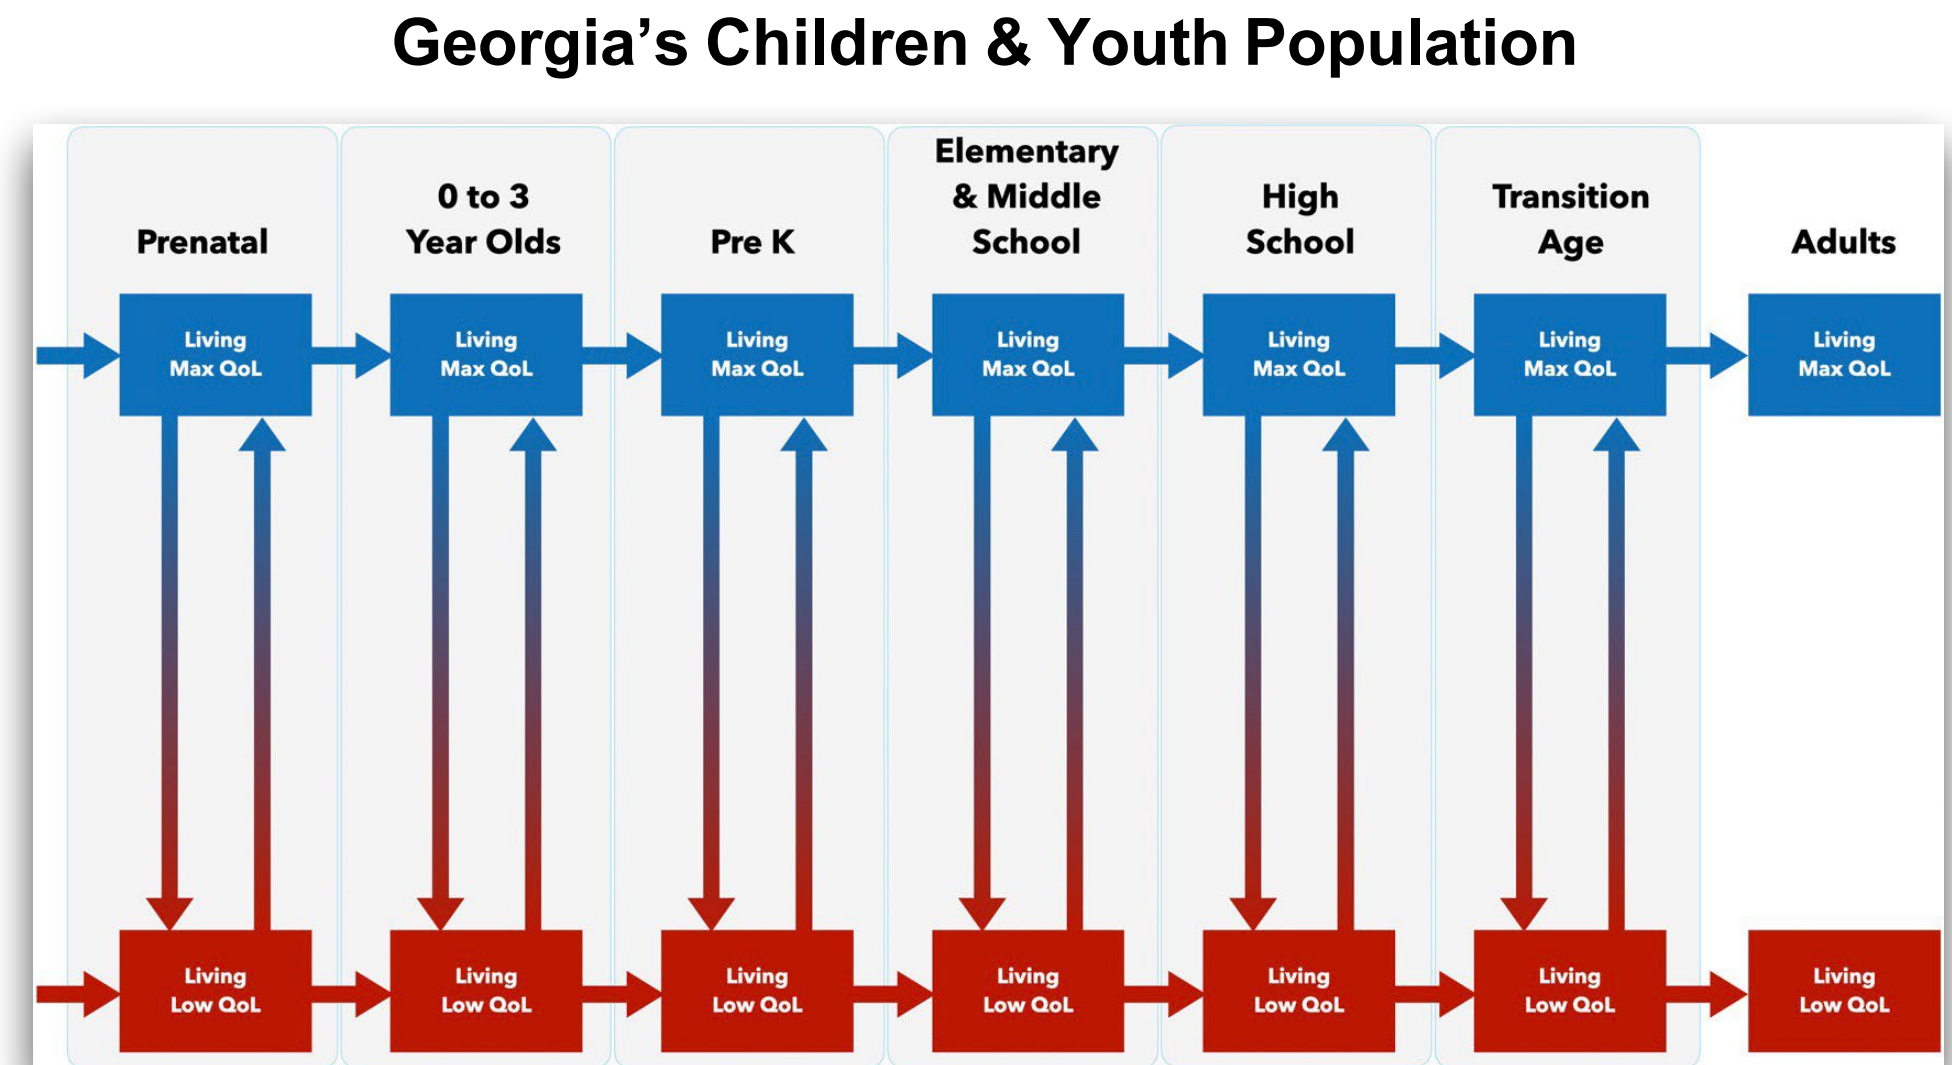 Georgia’s Children & Youth Population
Prenatal
0 to 3
Year Olds
Pre K
Elementary
& Middle
School
High
School
Transition
Age
Adults
Living
Max QoL
Living
Max QoL
Living
Max QoL
Living
Max QoL
Living
Max QoL
Living
Max QoL
Living
Max QoL
Living
Low QoL
Living
Low QoL
Living
Low QoL
Living
Low QoL
Living
Low QoL
Living
Low QoL
Living
Low QoL